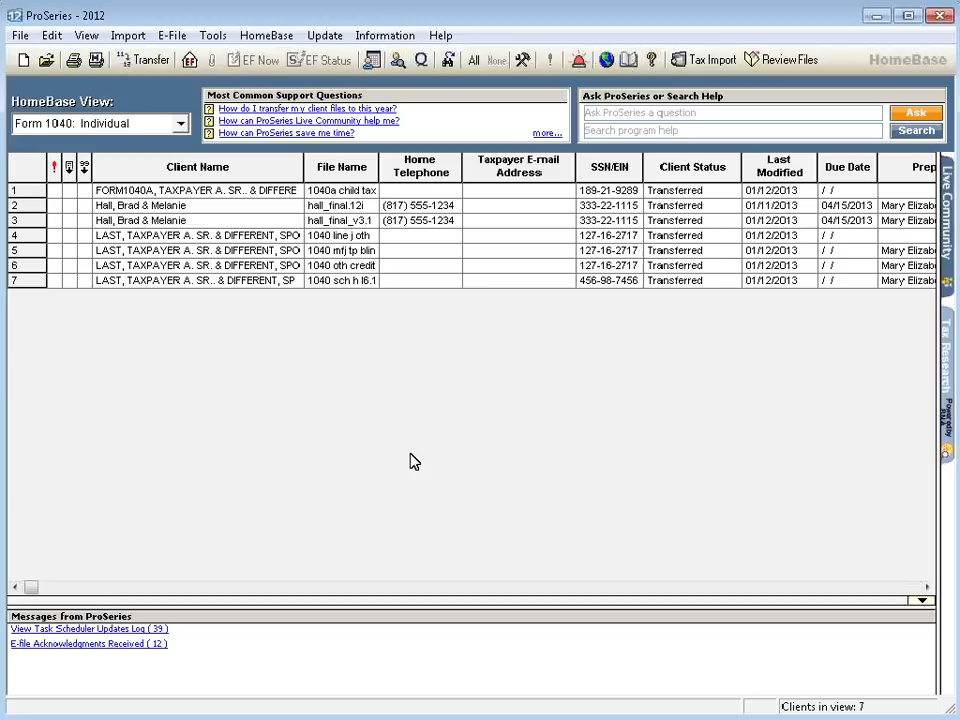 12 ProSeries - 2012
File Edit View Import E-File Tools HomeBase Update Information Help
Transfer EF Now EF Status All None Tax Import Review Files HomeBase
HomeBase View:
Form 1040: Individual
Most Common Support Questions
How do I transfer my client files to this year?
How can ProSeries Live Community help me?
How can ProSeries save me time? more...
Ask ProSeries or Search Help
Ask ProSeries a question Ask
Search program help Search
Client Name File Name Home Telephone Taxpayer E-mail Address SSN/EIN Client Status Last Modified Due Date Prep
1 FORM1040A, TAXPAYER A. SR.. & DIFFERE 1040a child tax 189-21-9289 Transferred 01/12/2013 / /
2 Hall, Brad & Melanie hall_final.12i (817) 555-1234 333-22-1115 Transferred 01/11/2013 04/15/2013 Mary Elizab
3 Hall, Brad & Melanie hall_final_v3.1 (817) 555-1234 333-22-1115 Transferred 01/12/2013 04/15/2013 Mary Elizab
4 LAST, TAXPAYER A. SR. & DIFFERENT, SPO 1040 line j oth 127-16-2717 Transferred 01/12/2013 / /
5 LAST, TAXPAYER A. SR. & DIFFERENT, SPO 1040 mfj tp blin 127-16-2717 Transferred 01/12/2013 / / Mary Elizab
6 LAST, TAXPAYER A. SR. & DIFFERENT, SPO 1040 oth credit 127-16-2717 Transferred 01/12/2013 / / Mary Elizab
7 LAST, TAXPAYER A. SR.. & DIFFERENT, SP 1040 sch h l6.1 456-98-7456 Transferred 01/12/2013 / / Mary Elizab
Live Community
Tax Research
Powered by BNA
Messages from ProSeries
View Task Scheduler Updates Log ( 39 )
E-file Acknowledgments Received ( 12 )
Clients in view: 7